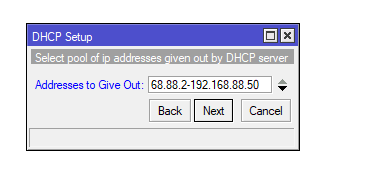 DHCP Setup
Select pool of ip addresses given out by DHCP server
Addresses to Give Out: 68.88.2-192.168.88.50
Back Next Cancel